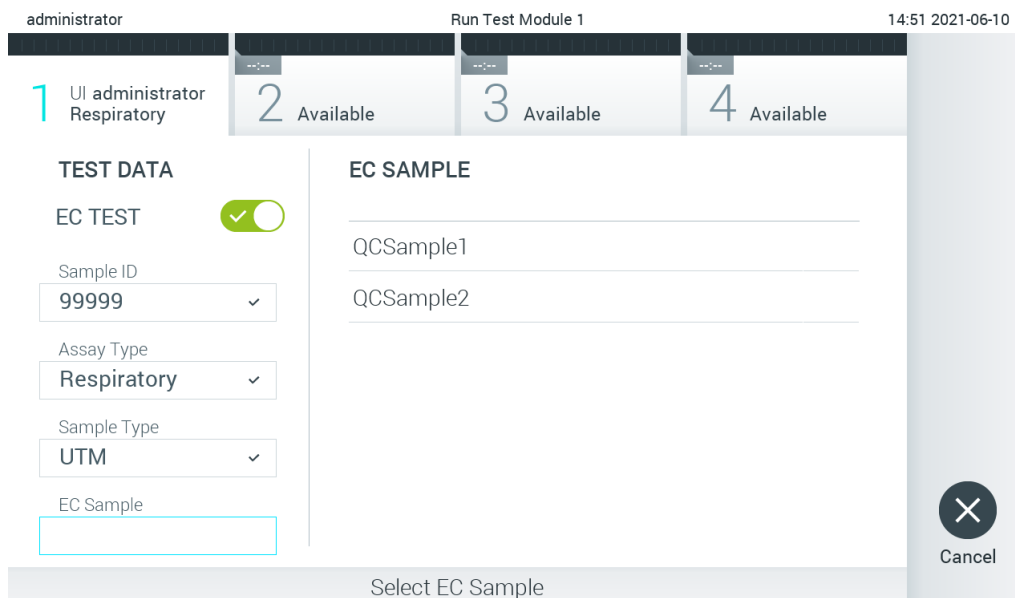 administrator
Run Test Module 1
14:51 2021-06-10
1 UI administrator
Respiratory
--:--
2 Available
--:--
3 Available
--:--
4 Available
TEST DATA
EC TEST
Sample ID
99999
Assay Type
Respiratory
Sample Type
UTM
EC Sample
EC SAMPLE
QCSample1
QCSample2
Cancel
Select EC Sample